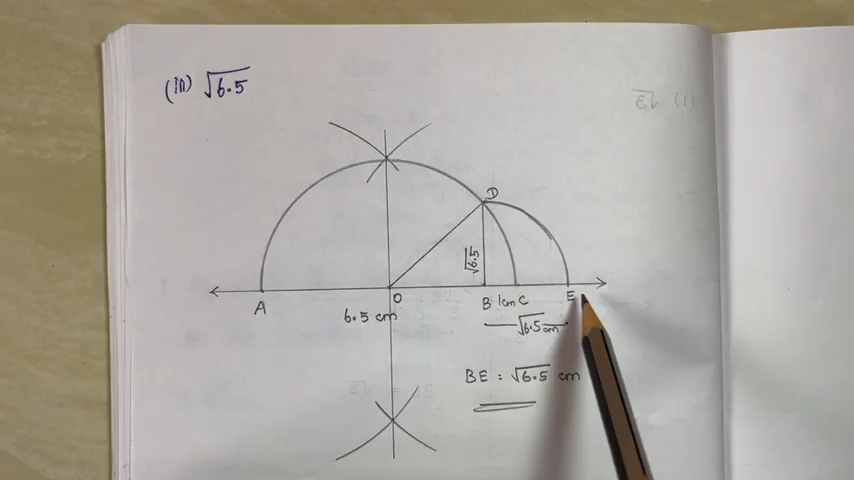 (iii) √6.5
D
√6.5
A
O
B 1cm C
E
6.5 cm
√6.5 cm
BE = √6.5 cm